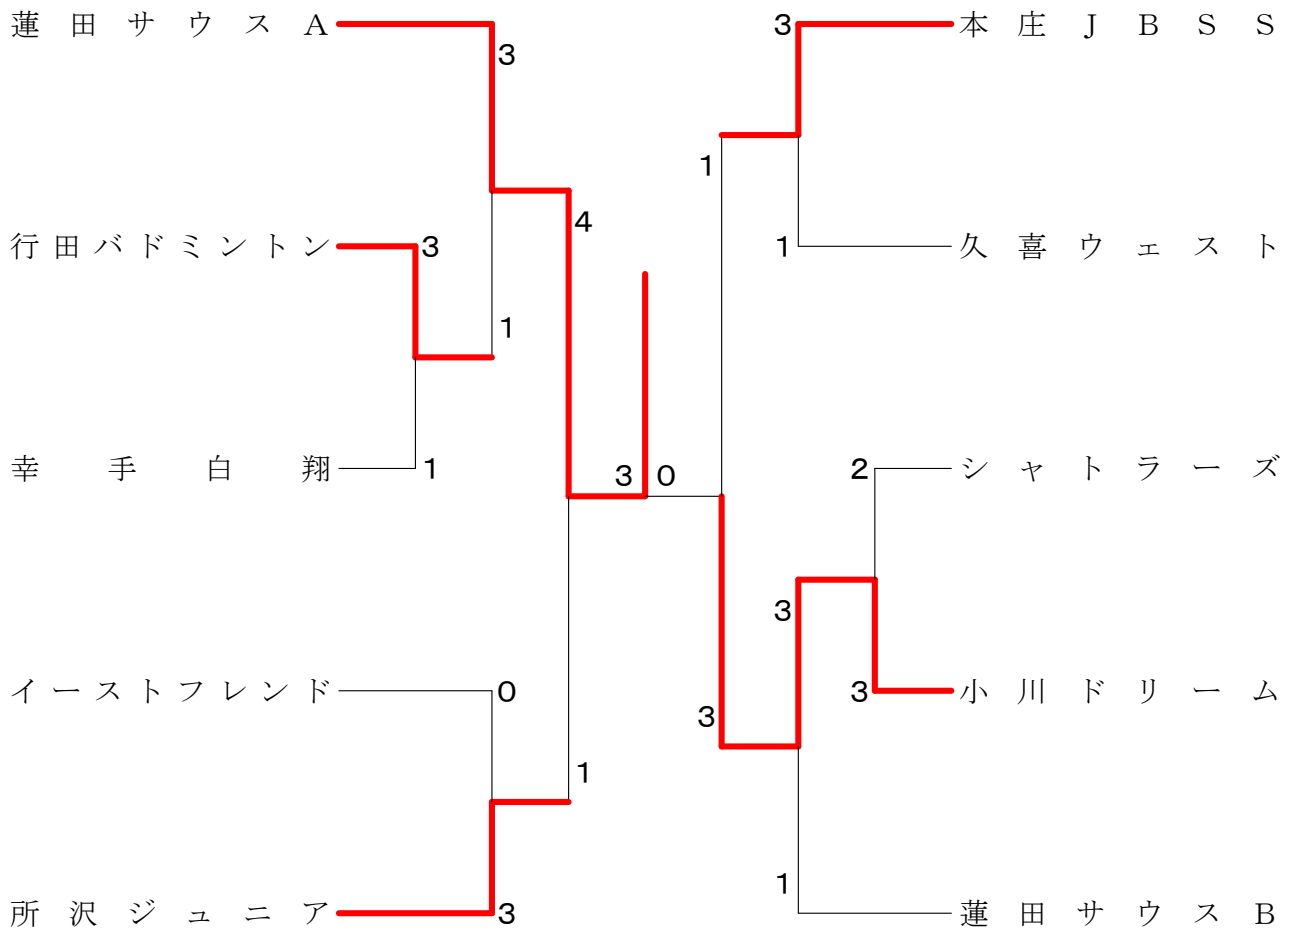 蓮田サウスA
3
3
本庄JBSS
1
4
行田バドミントン
3
1
久喜ウェスト
1
幸手白翔
1
3
0
2
シャトラーズ
3
イーストフレンド
0
3
3
小川ドリーム
1
1
所沢ジュニア
3
蓮田サウスB